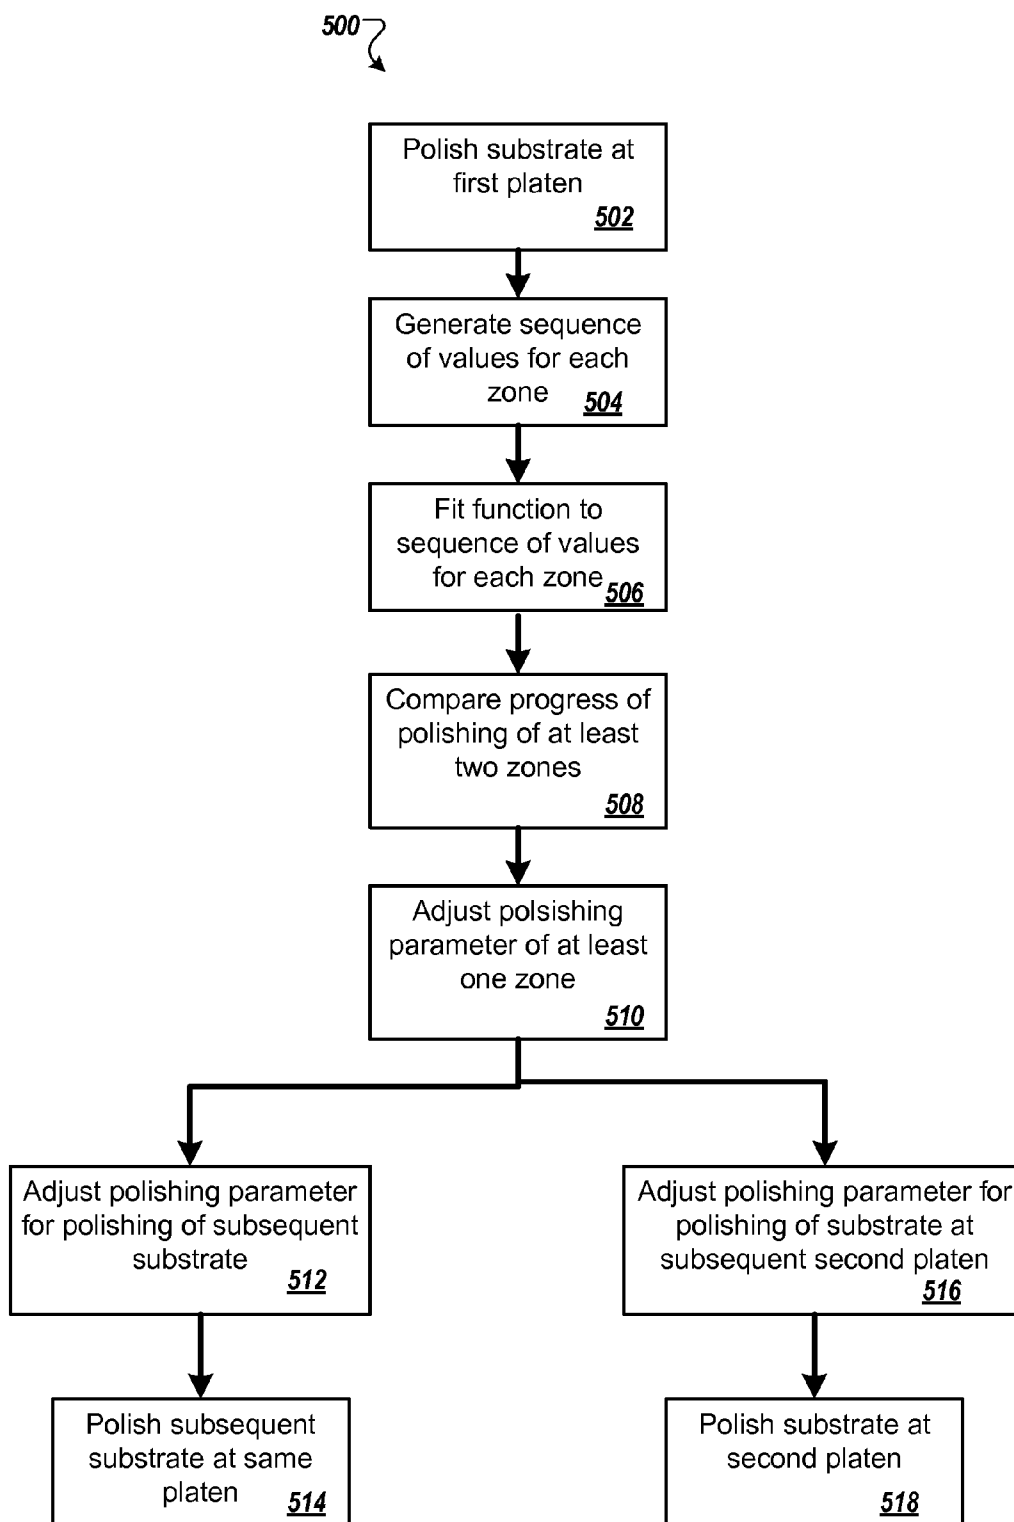 500
Polish substrate at
first platen
502
Generate sequence
of values for each
zone 504
Fit function to
sequence of values
for each zone 506
Compare progress of
polishing of at least
two zones
508
Adjust polsishing
parameter of at least
one zone
510
Adjust polishing parameter
for polishing of subsequent
substrate 512
Polish subsequent
substrate at same
platen 514
Adjust polishing parameter for
polishing of substrate at
subsequent second platen
516
Polish substrate at
second platen
518